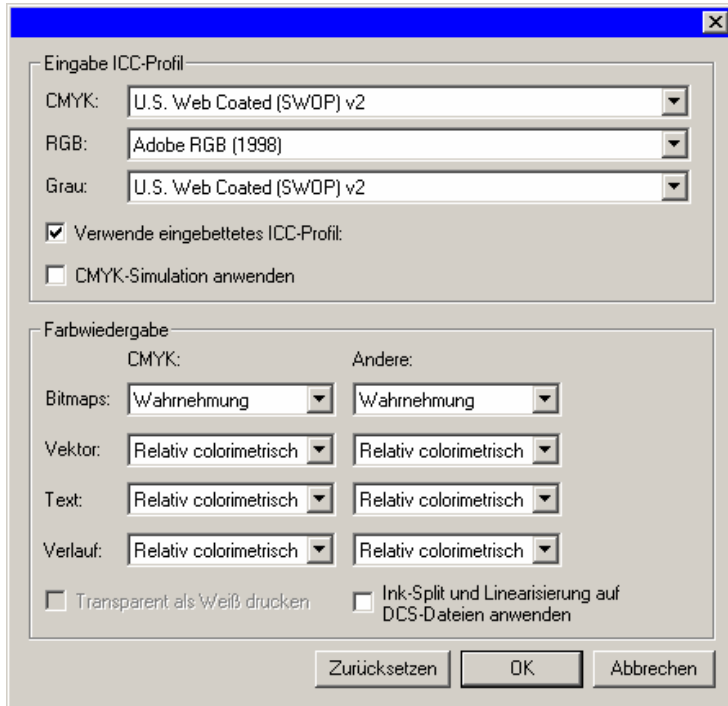 Eingabe ICC-Profil
CMYK: U.S. Web Coated (SWOP) v2
RGB: Adobe RGB (1998)
Grau: U.S. Web Coated (SWOP) v2
Verwende eingebettetes ICC-Profil:
CMYK-Simulation anwenden
Farbwiedergabe
CMYK: Andere:
Bitmaps: Wahrnehmung Wahrnehmung
Vektor: Relativ colorimetrisch Relativ colorimetrisch
Text: Relativ colorimetrisch Relativ colorimetrisch
Verlauf: Relativ colorimetrisch Relativ colorimetrisch
Transparent als Weiß drucken
Ink-Split und Linearisierung auf
DCS-Dateien anwenden
Zurücksetzen OK Abbrechen